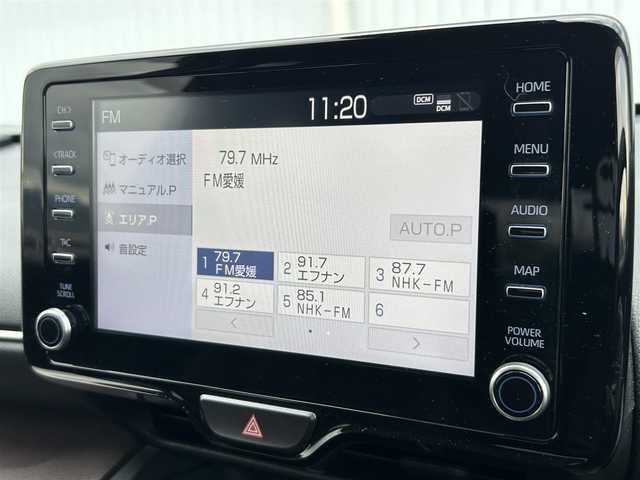 CH>
<TRACK
PHONE
TUNE
SCROLL
FM
11:20
DCM
DCM
オーディオ選択
マニュアル.P
エリア.P
音設定
79.7 MHz
FM愛媛
AUTO.P
1 79.7 FM愛媛
2 91.7 エフナン
3 87.7 NHK-FM
4 91.2 エフナン
5 85.1 NHK-FM
6
<
>
HOME
MENU
AUDIO
MAP
POWER
VOLUME